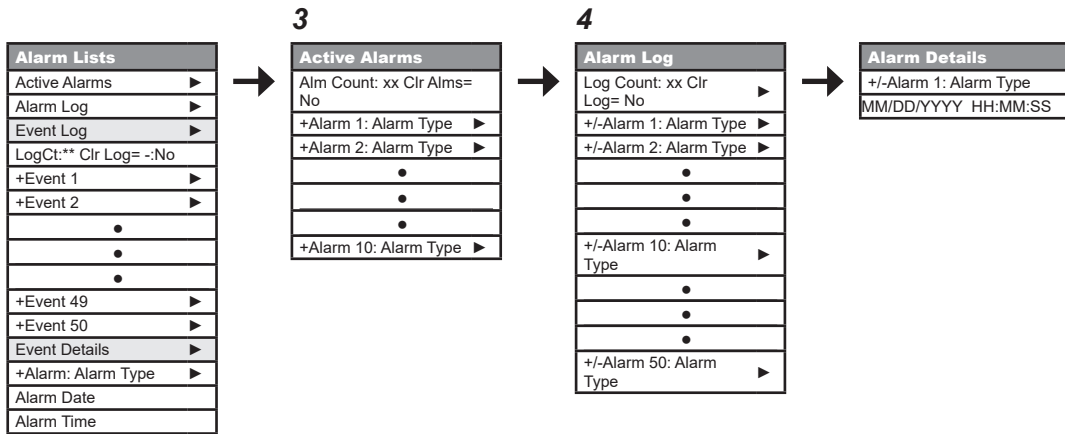 3
4
Alarm Lists
Active Alarms ►
Alarm Log ►
Event Log ►
LogCt:** Clr Log= -:No
+Event 1 ►
+Event 2 ►
●
●
●
+Event 49 ►
+Event 50 ►
Event Details ►
+Alarm: Alarm Type ►
Alarm Date
Alarm Time
Active Alarms
Alm Count: xx Clr Alms=
No
+Alarm 1: Alarm Type ►
+Alarm 2: Alarm Type ►
●
●
●
+Alarm 10: Alarm Type ►
Alarm Log
Log Count: xx Clr
Log= No ►
+/-Alarm 1: Alarm Type ►
+/-Alarm 2: Alarm Type ►
●
●
●
+/-Alarm 10: Alarm
Type ►
●
●
●
+/-Alarm 50: Alarm
Type ►
Alarm Details
+/-Alarm 1: Alarm Type
MM/DD/YYYY HH:MM:SS